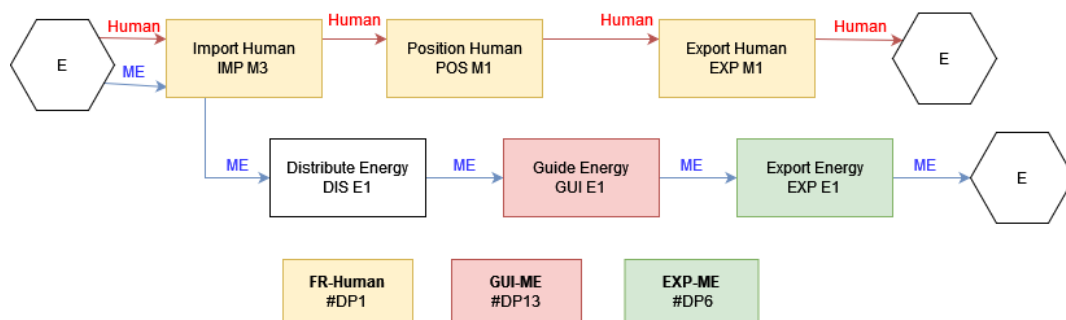 Human
Human
Human
Human
E
ME
Import Human
IMP M3
Position Human
POS M1
Export Human
EXP M1
E
ME
ME
ME
ME
Distribute Energy
DIS E1
Guide Energy
GUI E1
Export Energy
EXP E1
E
FR-Human
#DP1
GUI-ME
#DP13
EXP-ME
#DP6